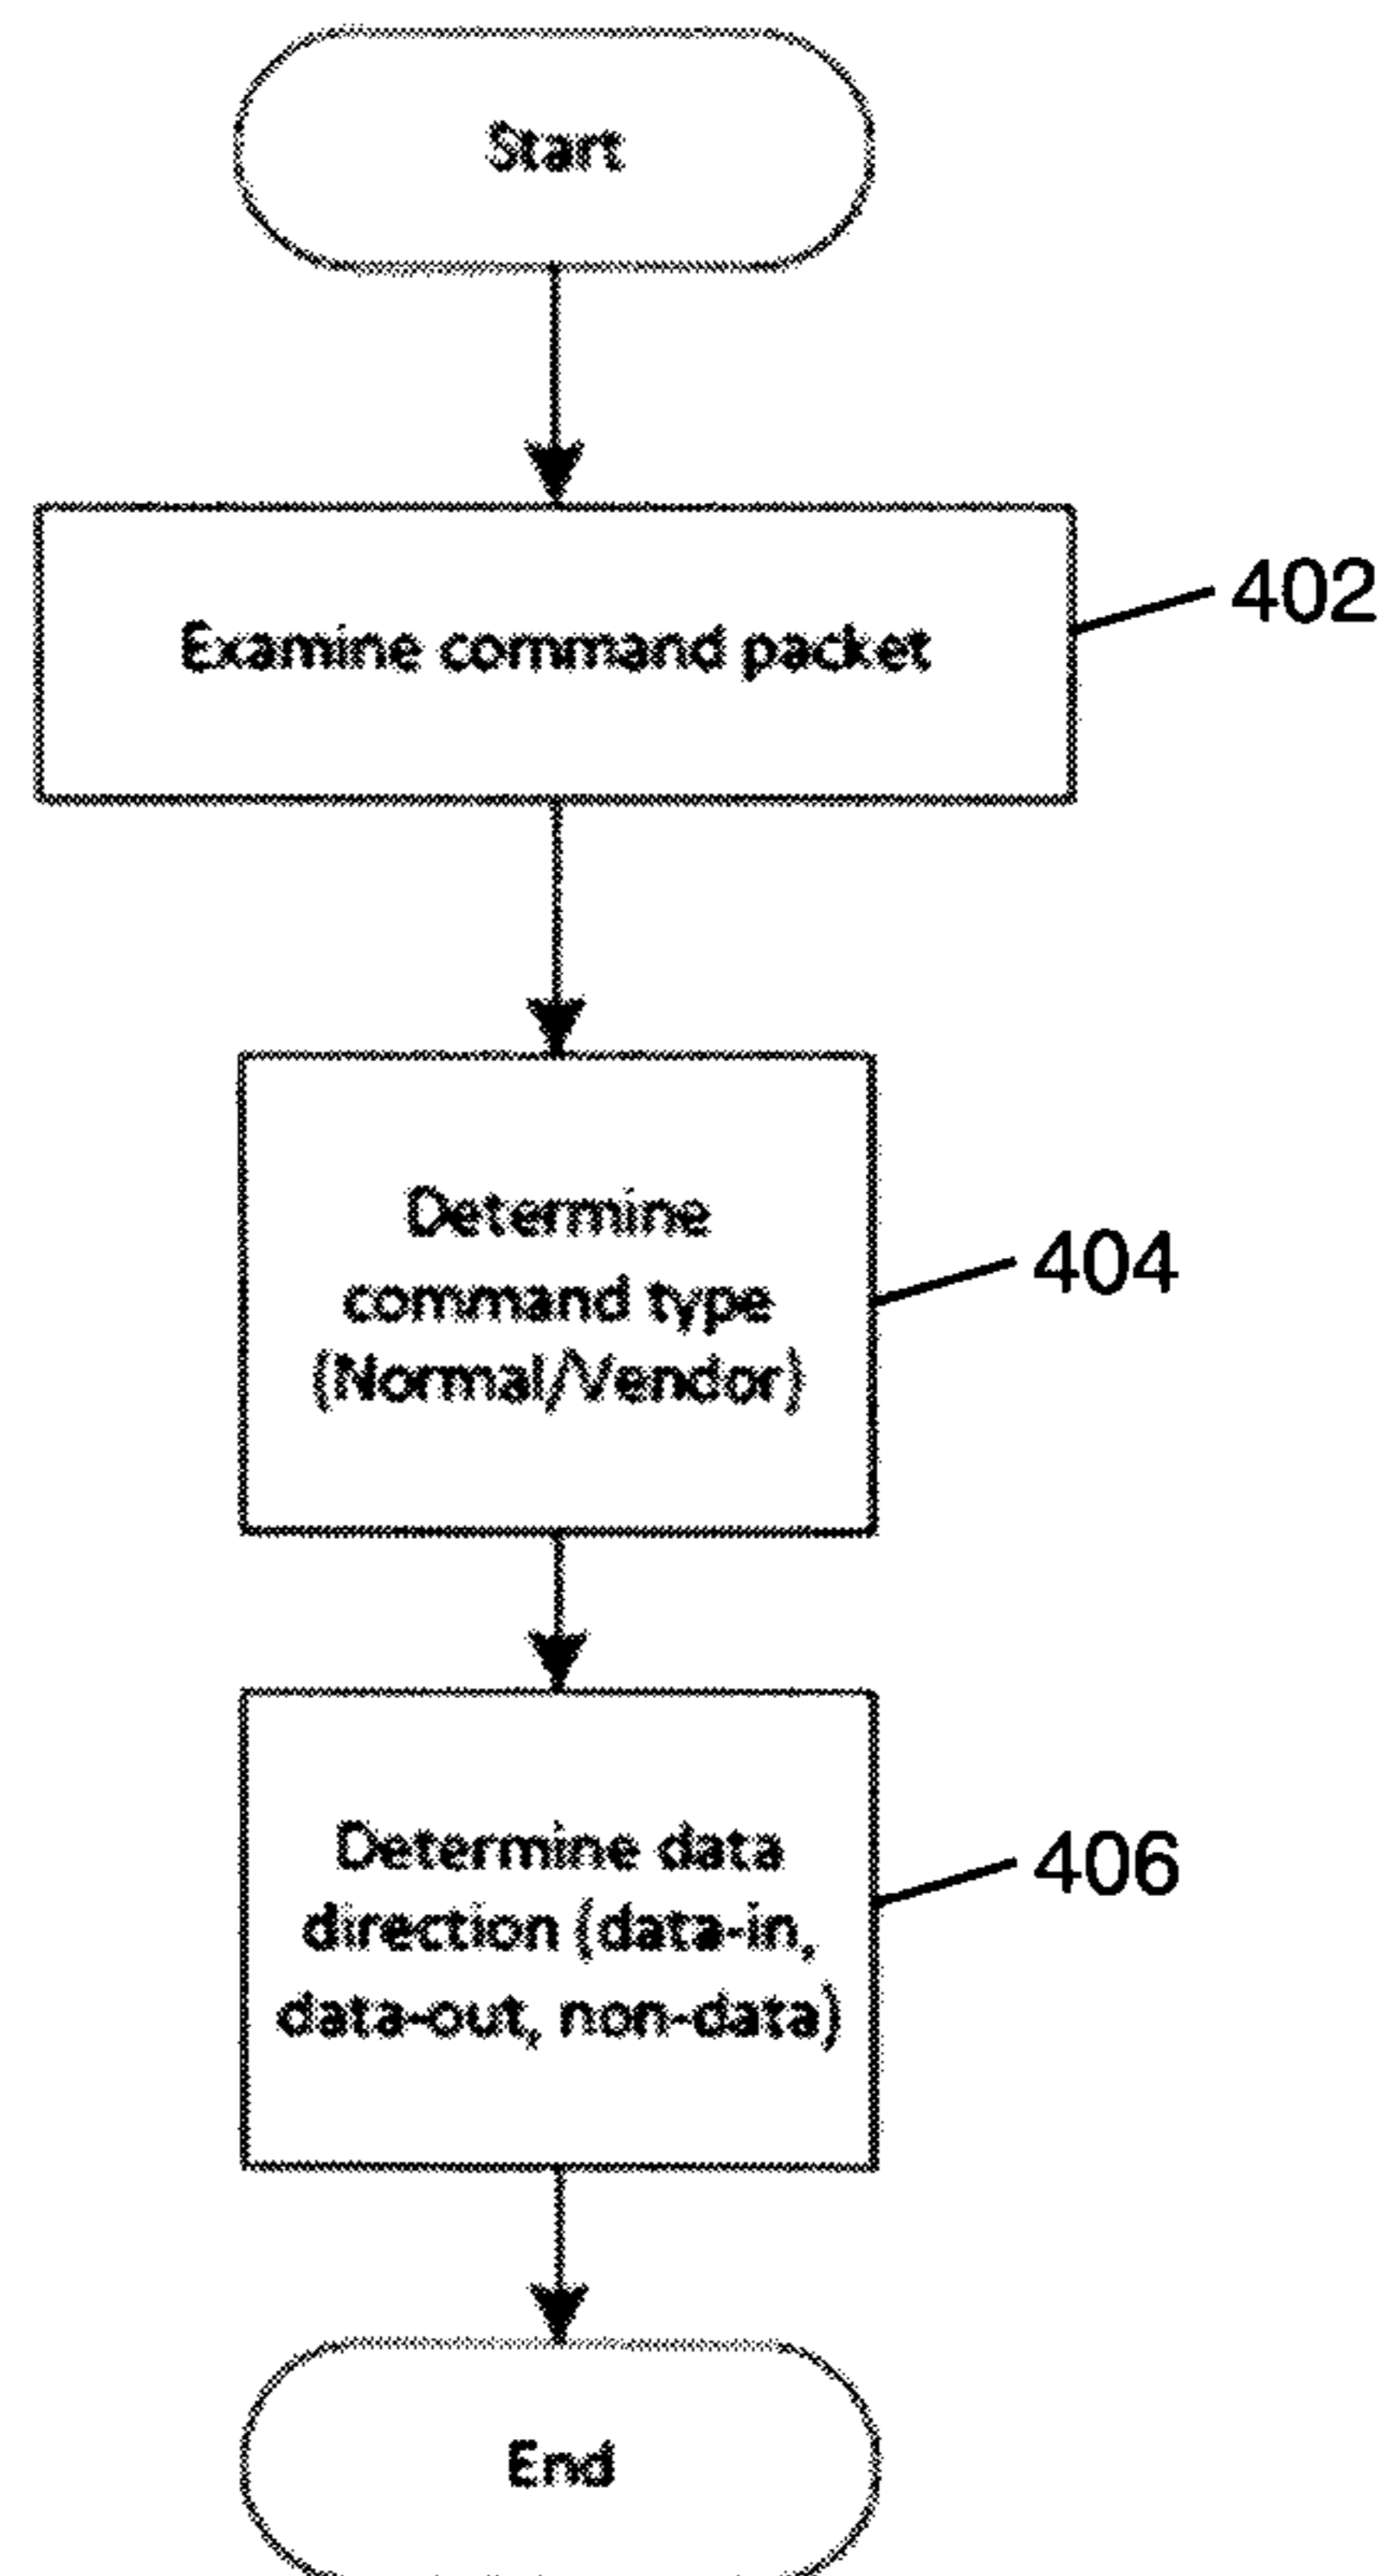 Start
Examine command packet
402
Determine
command type
(Normal/Vendor)
404
Determine data
direction (data-in,
data-out, non-data)
406
End